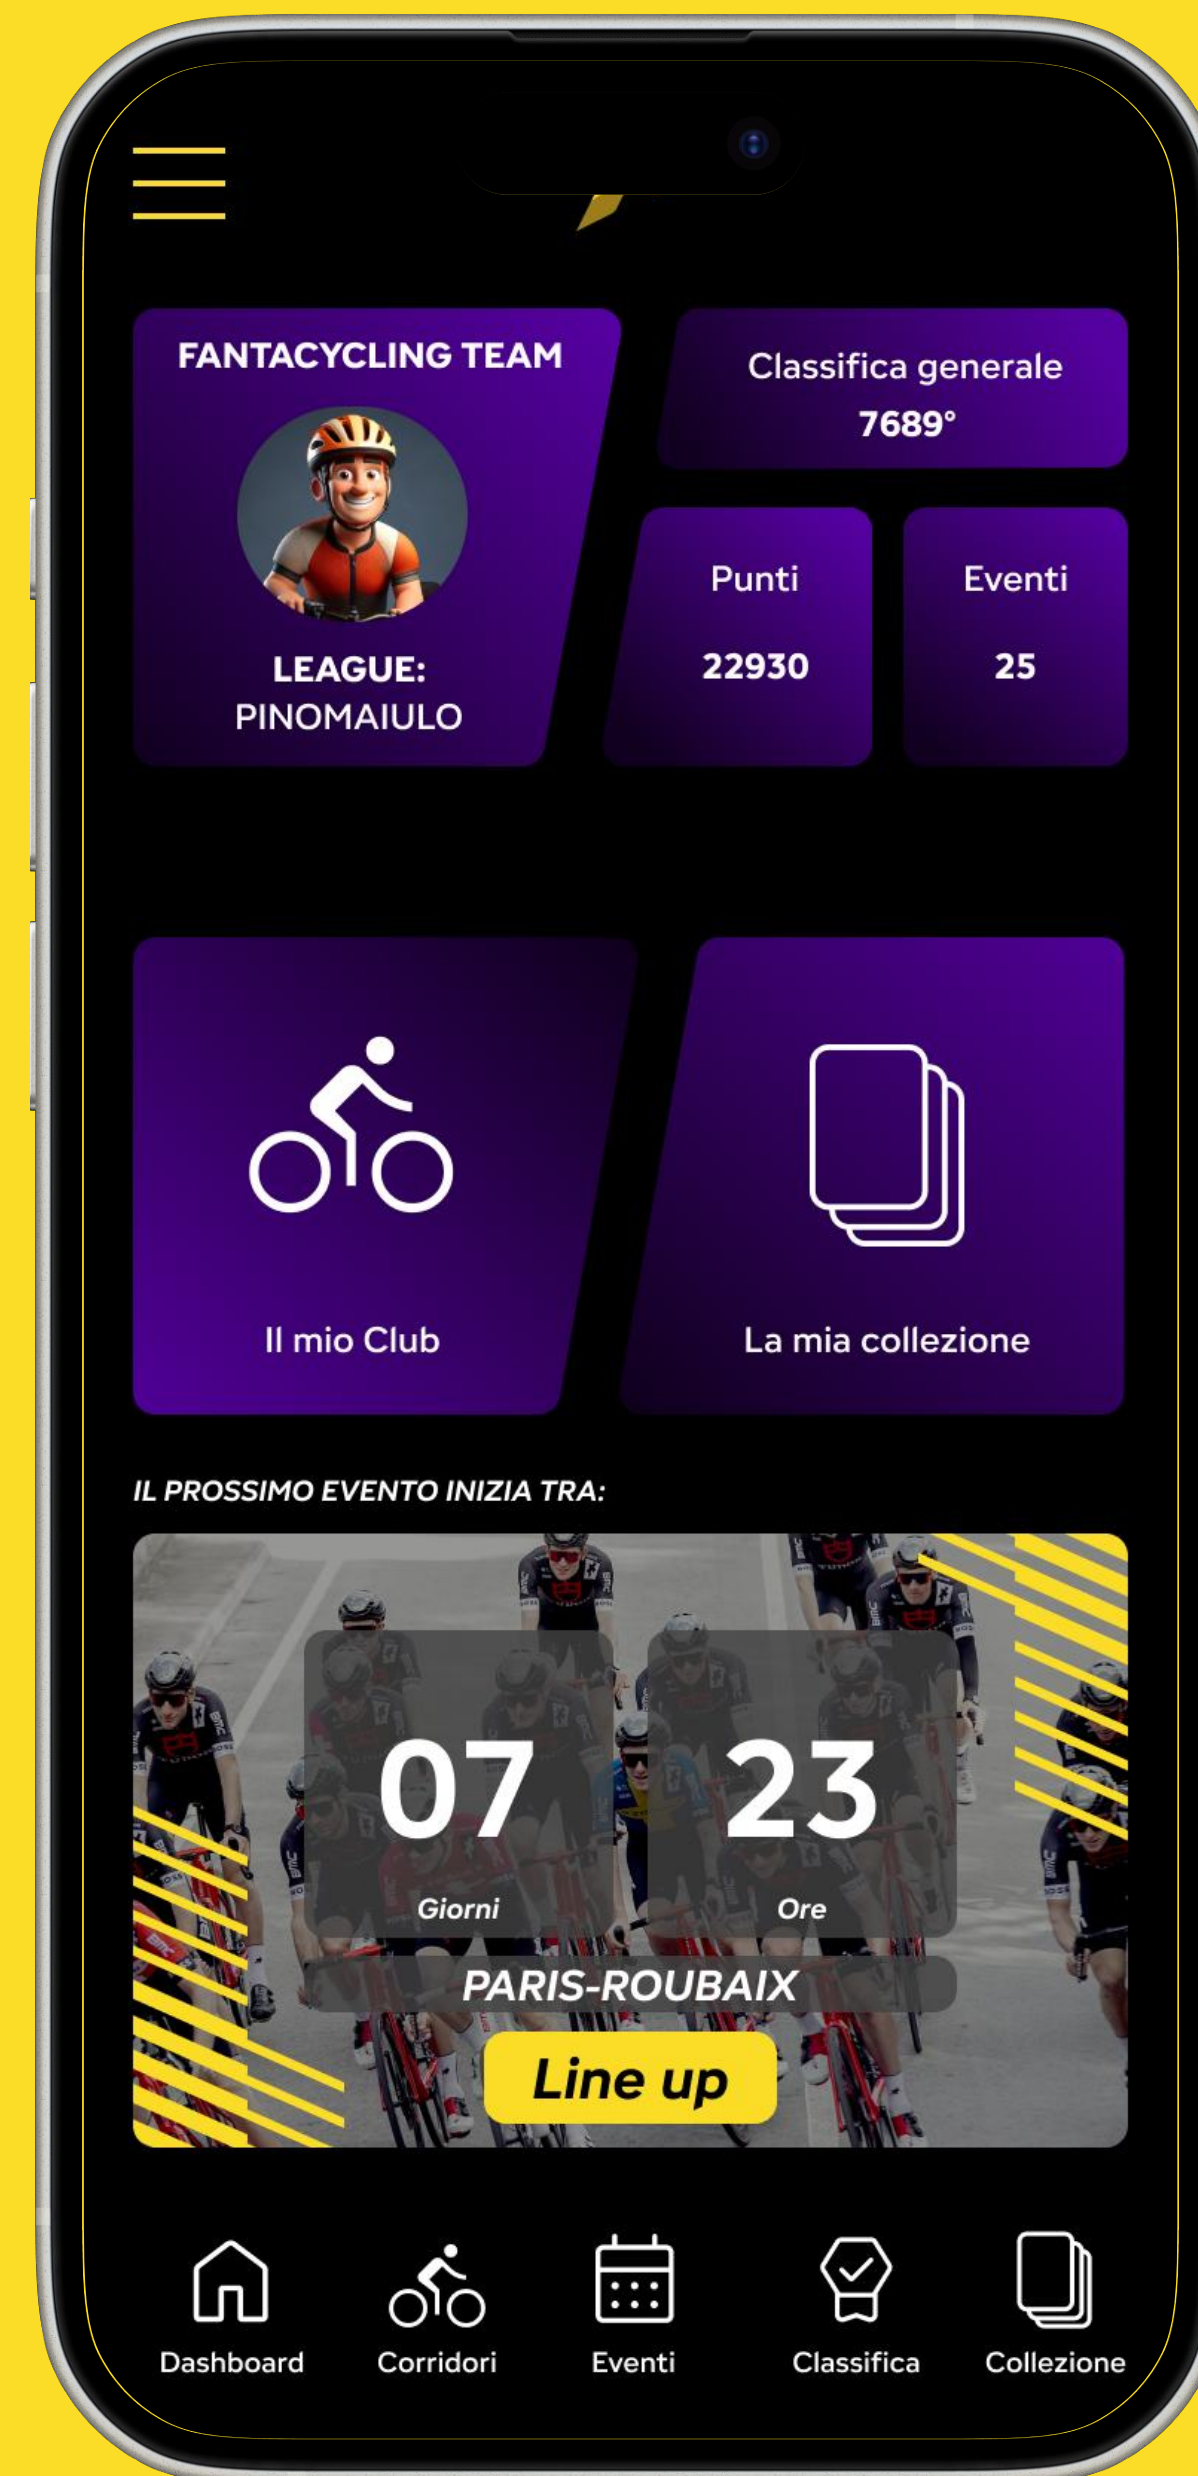 FANTACYCLING TEAM
LEAGUE:
PINOMAIULO
Classifica generale
7689°
Punti
22930
Eventi
25
Il mio Club
La mia collezione
IL PROSSIMO EVENTO INIZIA TRA:
07
Giorni
23
Ore
PARIS-ROUBAIX
Line up
Dashboard
Corridori
Eventi
Classifica
Collezione